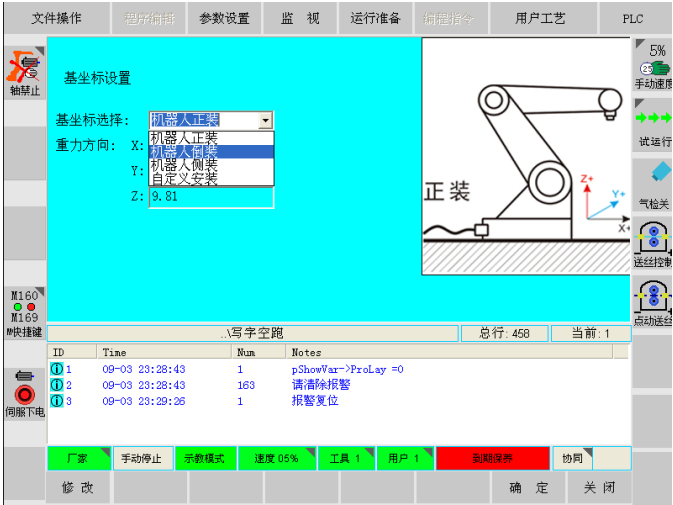 文件操作 程序编辑 参数设置 监 视 运行准备 编程指令 用户工艺 PLC
轴禁止
基坐标设置
5%
25
手动速度
基坐标选择: 机器人正装
重力方向: X: 机器人正装
机器人倒装
Y: 机器人侧装
自定义安装
Z: 9.81
正装
Z+
Y+
X+
试运行
气检关
送丝控制
点动送丝
M160
M169
M快捷键
..\写字空跑 总行: 458 当前: 1
ID Time Num Notes
1 09-03 23:28:43 1 pShowVar->ProLay =0
2 09-03 23:28:43 163 请清除报警
3 09-03 23:29:26 1 报警复位
伺服下电
厂家 手动停止 示教模式 速度 05% 工具 1 用户 1 到期保养 协同
修 改 确 定 关 闭